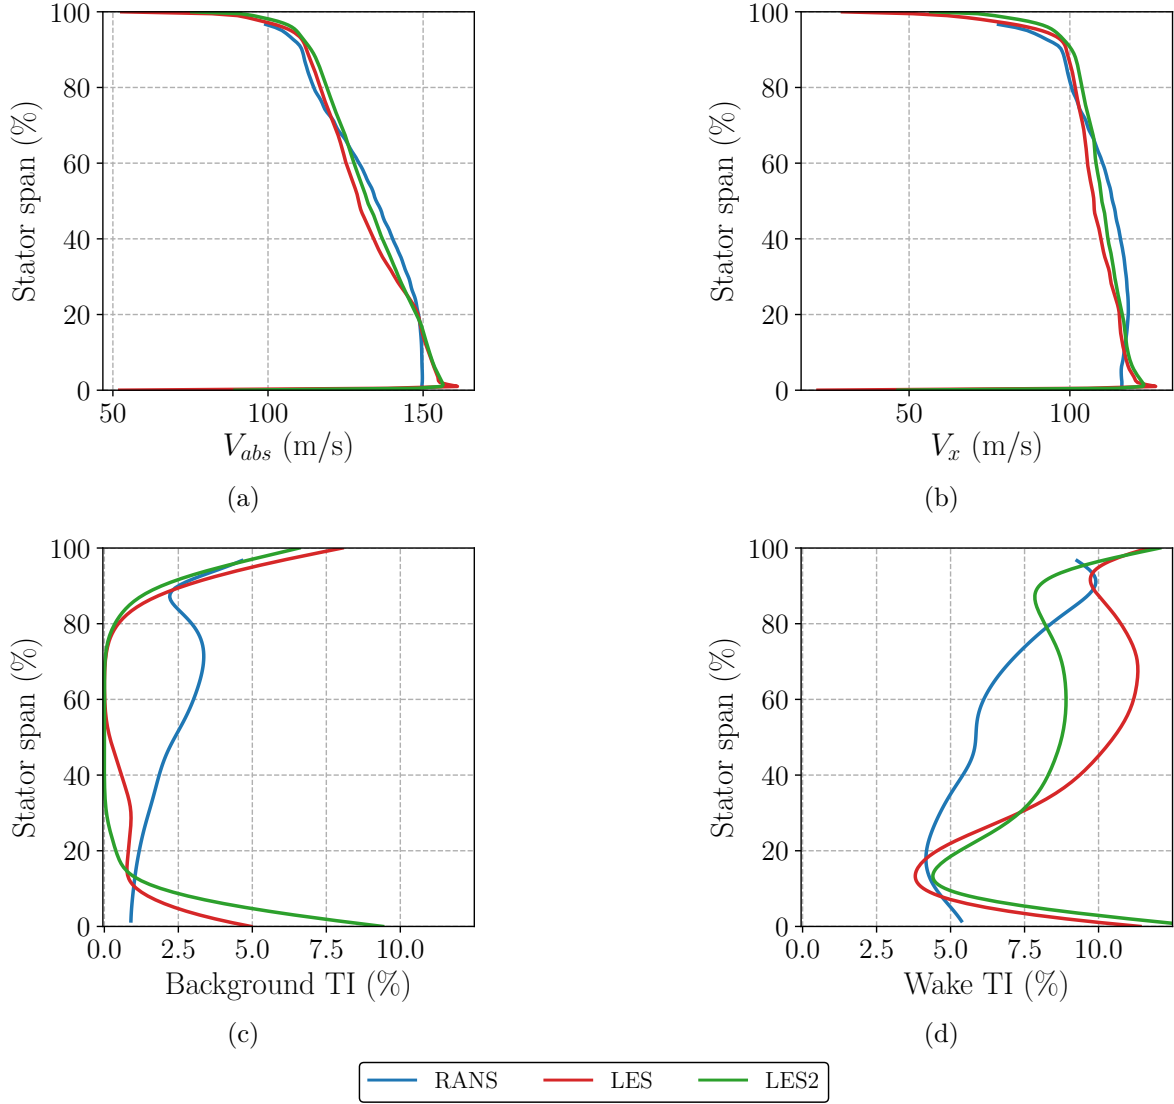 100
80
60
40
20
0
Stator span (%)
50
100
150
V_abs (m/s)
(a)
100
80
60
40
20
0
Stator span (%)
50
100
V_x (m/s)
(b)
100
80
60
40
20
0
Stator span (%)
0.0
2.5
5.0
7.5
10.0
Background TI (%)
(c)
100
80
60
40
20
0
Stator span (%)
0.0
2.5
5.0
7.5
10.0
Wake TI (%)
(d)
RANS
LES
LES2